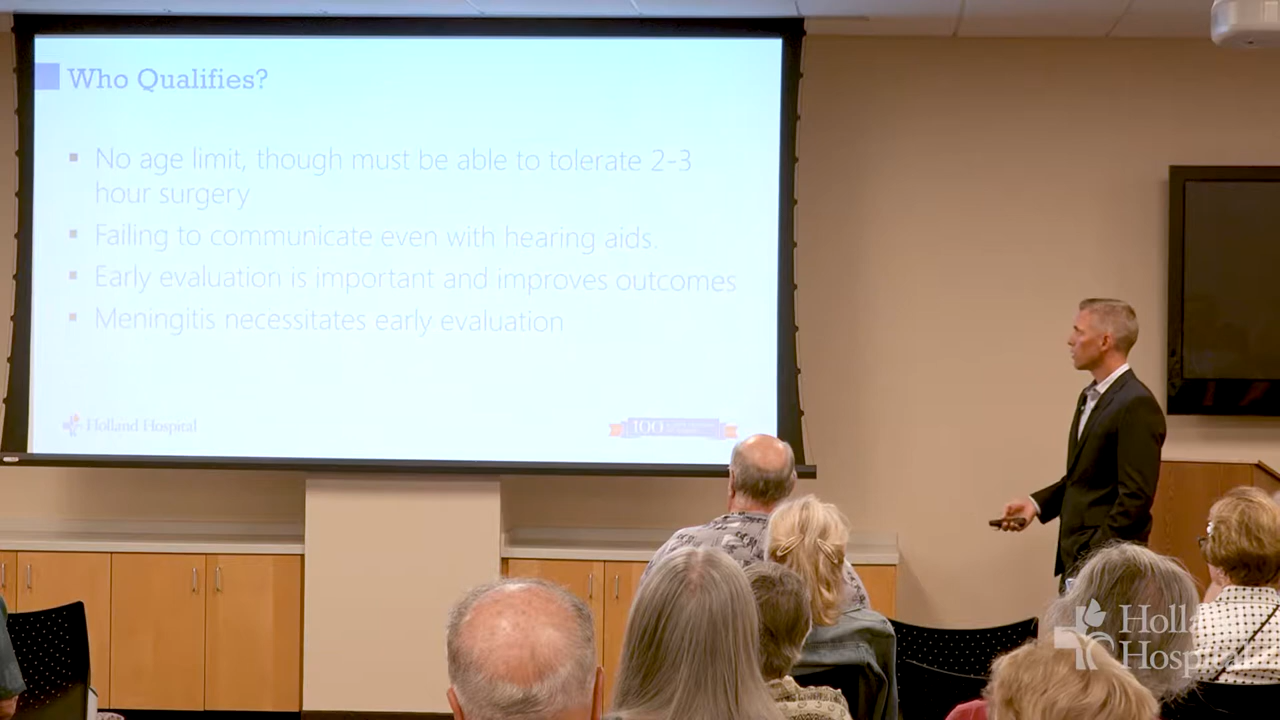 Who Qualifies?
No age limit, though must be able to tolerate 2-3
hour surgery
Failing to communicate even with hearing aids.
Early evaluation is important and improves outcomes
Meningitis necessitates early evaluation
Holland Hospital
100
Holland
Hospital